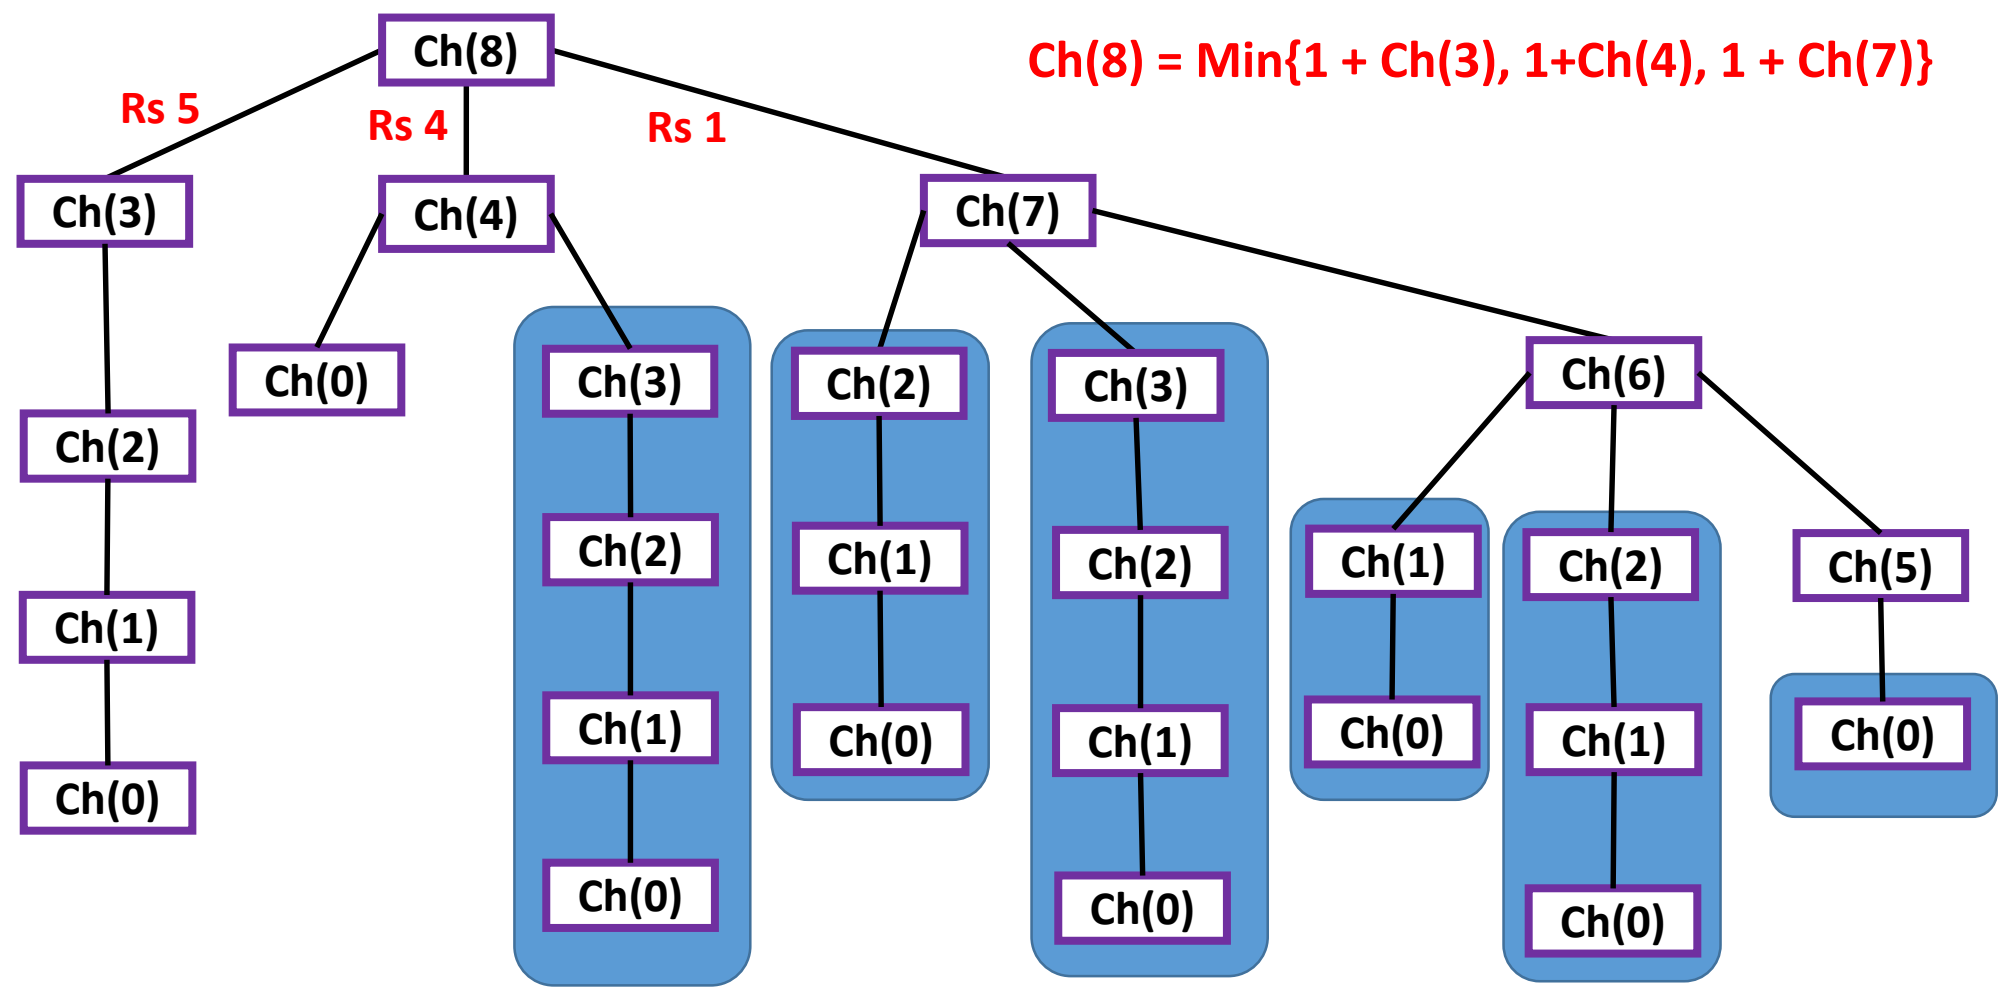 Ch(8)
Ch(8) = Min{1 + Ch(3), 1+Ch(4), 1 + Ch(7)}
Rs 5
Rs 4
Rs 1
Ch(3)
Ch(4)
Ch(7)
Ch(0)
Ch(3)
Ch(2)
Ch(3)
Ch(6)
Ch(2)
Ch(2)
Ch(1)
Ch(2)
Ch(1)
Ch(2)
Ch(5)
Ch(1)
Ch(1)
Ch(0)
Ch(1)
Ch(0)
Ch(1)
Ch(0)
Ch(0)
Ch(0)
Ch(0)
Ch(0)